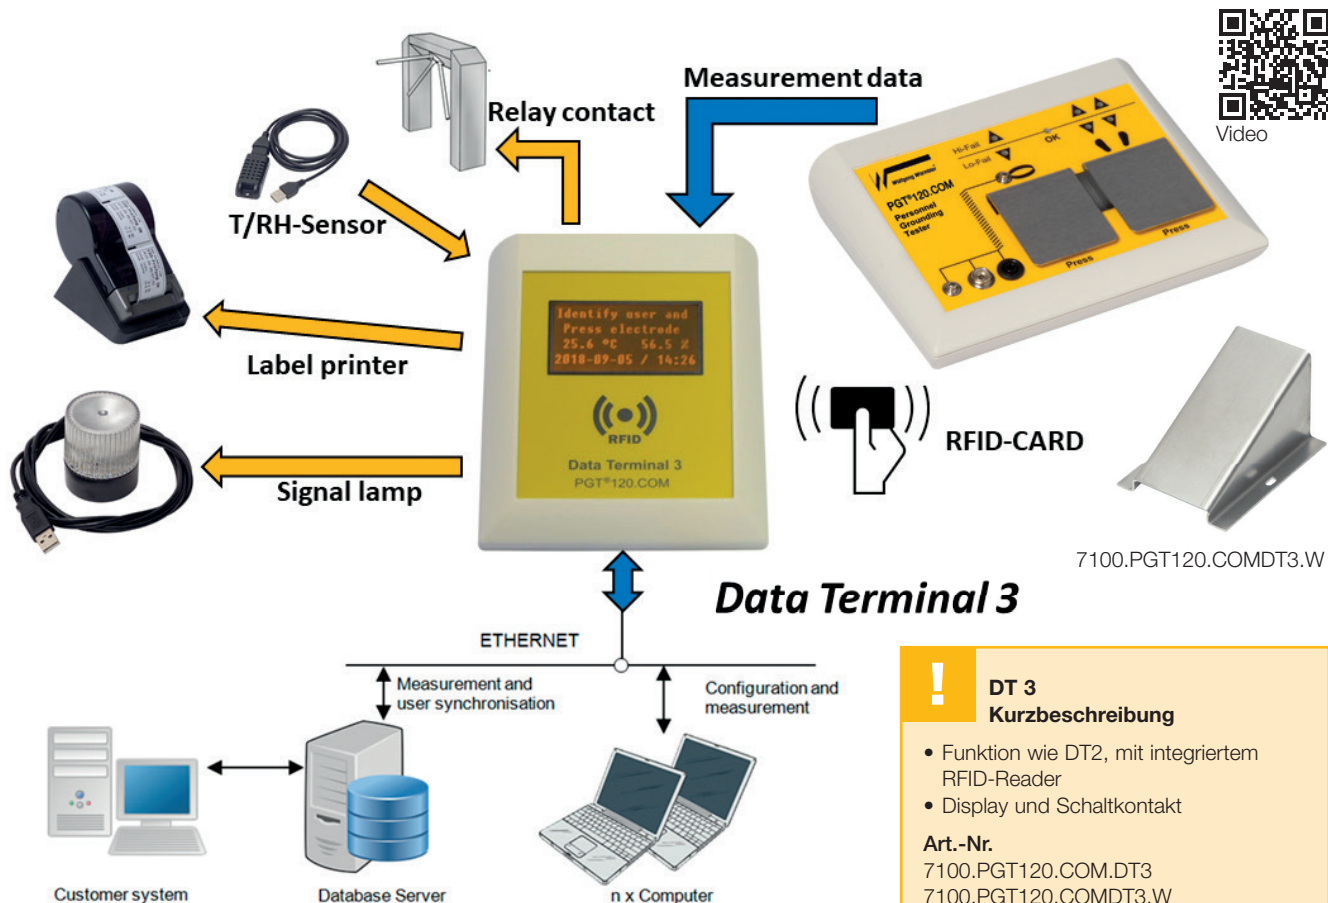 Video
Measurement data
Relay contact
T/RH-Sensor
Label printer
Signal lamp
Hi-Fail
OK
Lo-Fail
Wolfgang Warmbier
PGT®120.COM
Personnel
Grounding
Tester
Press
Press
Identify user and
Press electrode
25.6 °C 56.5 %
2018-09-05 / 14:26
RFID
Data Terminal 3
PGT®120.COM
RFID-CARD
7100.PGT120.COMDT3.W
Data Terminal 3
ETHERNET
Measurement and
user synchronisation
Configuration and
measurement
Customer system
Database Server
n x Computer
!
DT 3
Kurzbeschreibung
• Funktion wie DT2, mit integriertem
RFID-Reader
• Display und Schaltkontakt
Art.-Nr.
7100.PGT120.COM.DT3
7100.PGT120.COMDT3.W